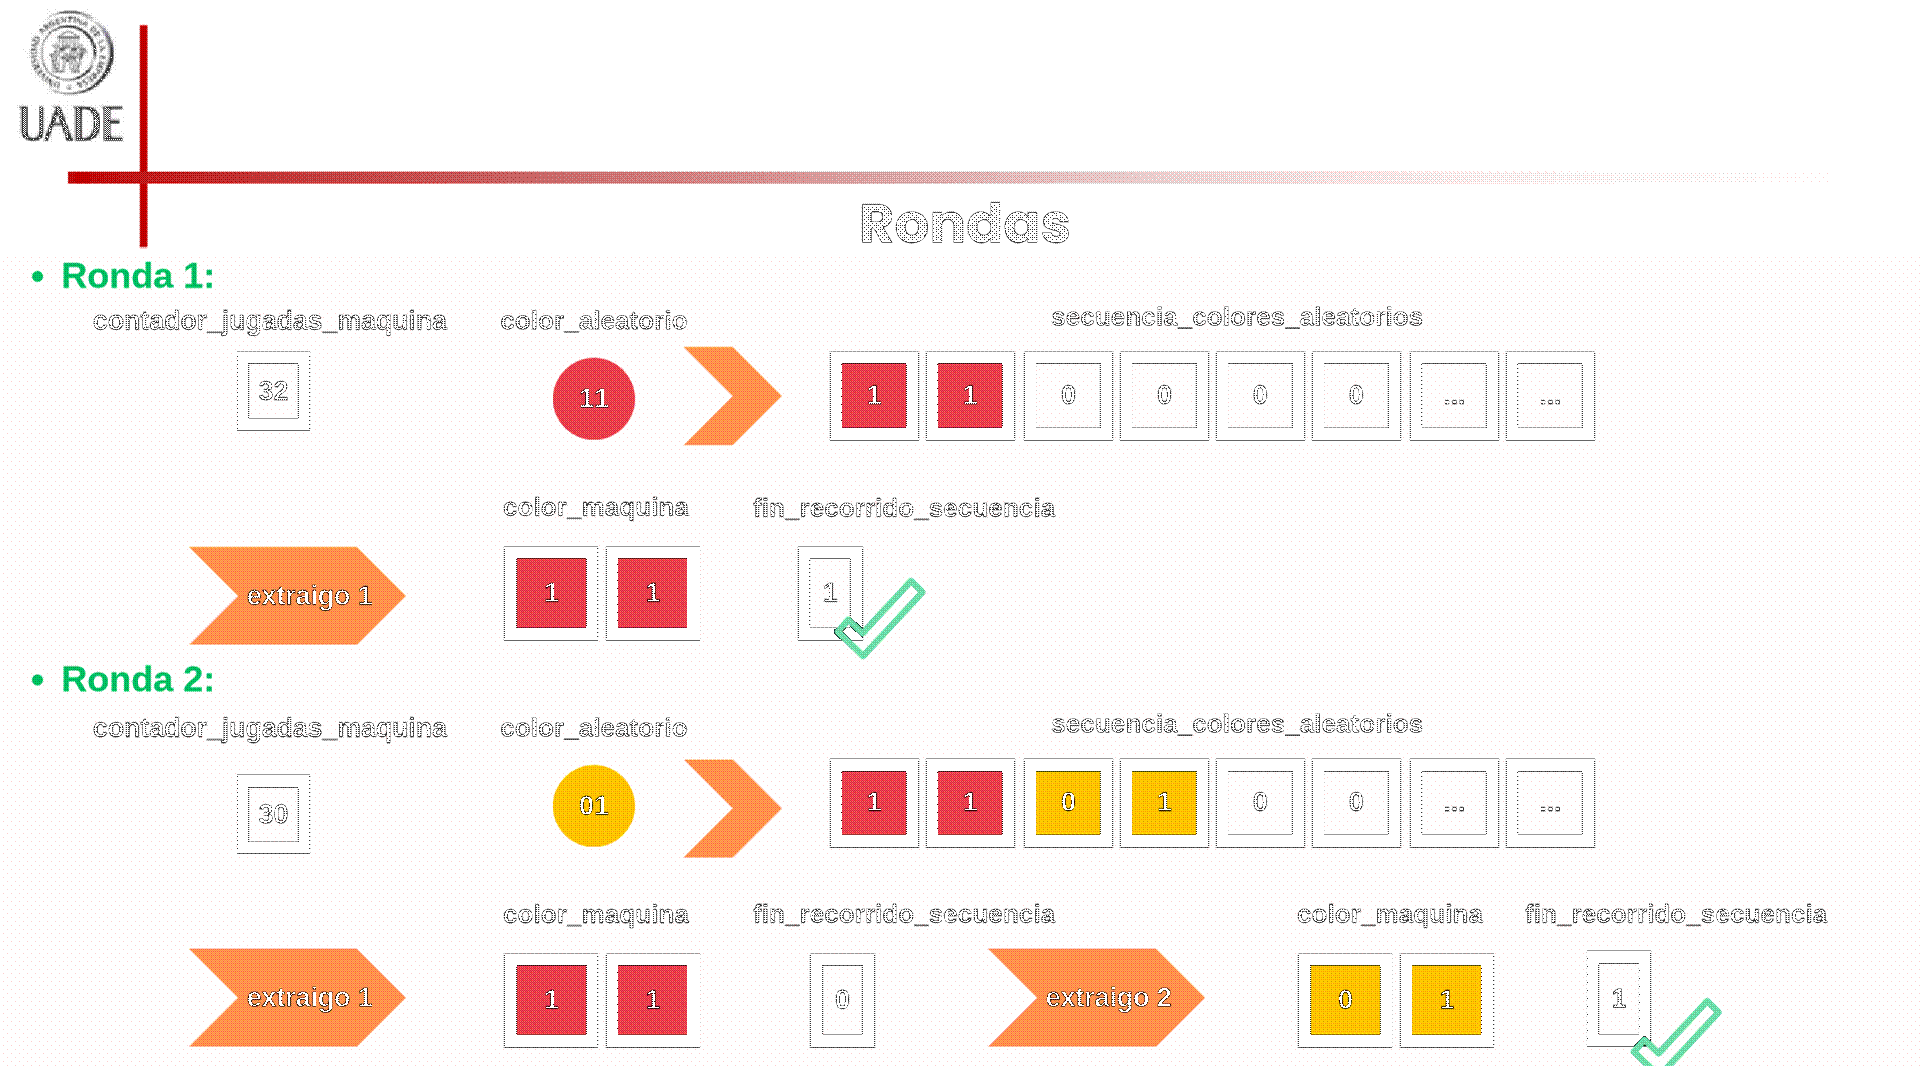 UADE
Rondas
• Ronda 1:
contador_jugadas_maquina color_aleatorio secuencia_colores_aleatorios
32 11 1 1 0 0 0 0 ... ...
color_maquina fin_recorrido_secuencia
extraigo 1 1 1 1
• Ronda 2:
contador_jugadas_maquina color_aleatorio secuencia_colores_aleatorios
30 01 1 1 0 1 0 0 ... ...
color_maquina fin_recorrido_secuencia color_maquina fin_recorrido_secuencia
extraigo 1 1 1 0 extraigo 2 0 1 1